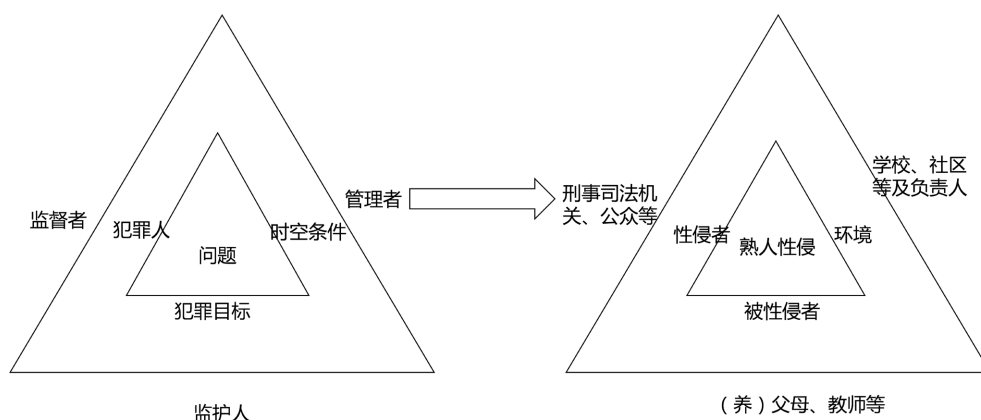 监督者
犯罪人
问题
时空条件
管理者
犯罪目标
监护人
刑事司法机
关、公众等
性侵者
熟人性侵
环境
学校、社区
等及负责人
被性侵者
（养）父母、教师等